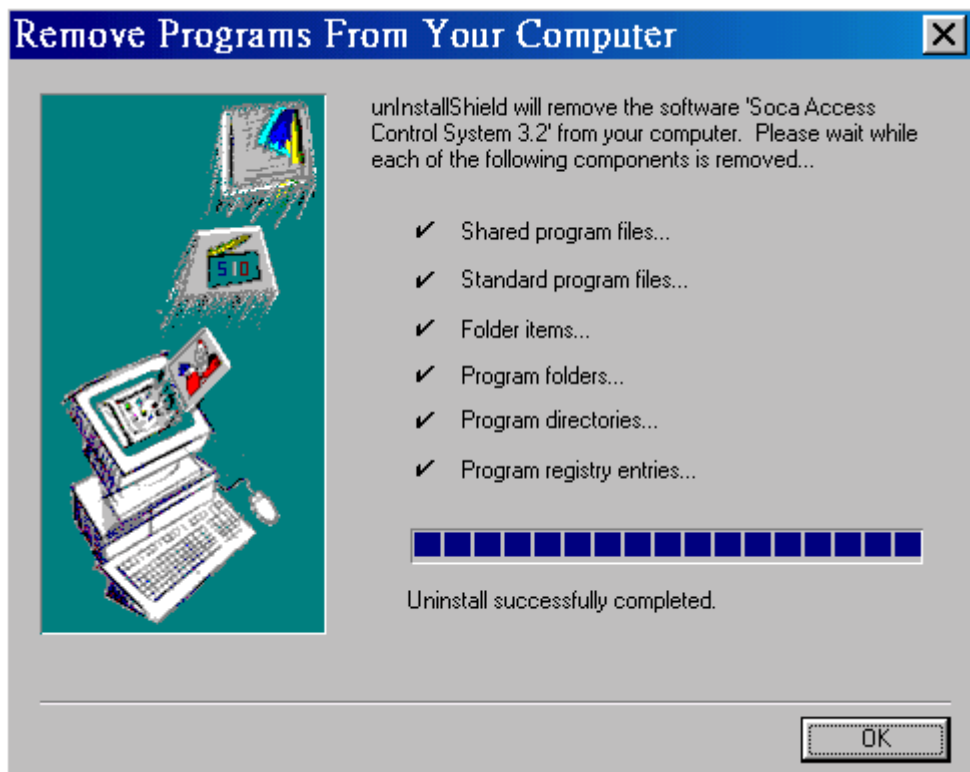 Remove Programs From Your Computer
unInstallShield will remove the software 'Soca Access
Control System 3.2' from your computer.  Please wait while
each of the following components is removed...
✔ Shared program files...
✔ Standard program files...
✔ Folder items...
✔ Program folders...
✔ Program directories...
✔ Program registry entries...
Uninstall successfully completed.
OK